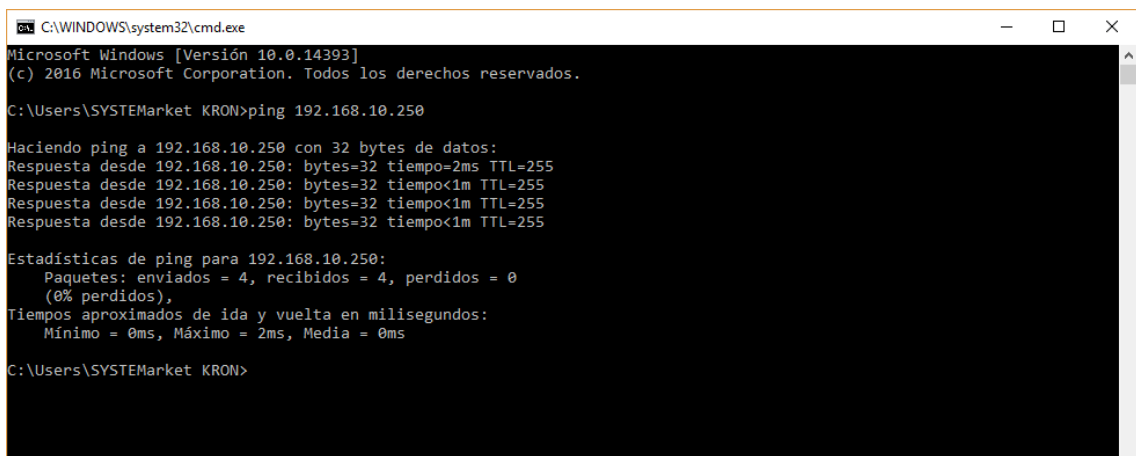 C:\WINDOWS\system32\cmd.exe
Microsoft Windows [Versión 10.0.14393]
(c) 2016 Microsoft Corporation. Todos los derechos reservados.
C:\Users\SYSTEMarket KRON>ping 192.168.10.250
Haciendo ping a 192.168.10.250 con 32 bytes de datos:
Respuesta desde 192.168.10.250: bytes=32 tiempo=2ms TTL=255
Respuesta desde 192.168.10.250: bytes=32 tiempo<1m TTL=255
Respuesta desde 192.168.10.250: bytes=32 tiempo<1m TTL=255
Respuesta desde 192.168.10.250: bytes=32 tiempo<1m TTL=255
Estadísticas de ping para 192.168.10.250:
Paquetes: enviados = 4, recibidos = 4, perdidos = 0
(0% perdidos),
Tiempos aproximados de ida y vuelta en milisegundos:
Mínimo = 0ms, Máximo = 2ms, Media = 0ms
C:\Users\SYSTEMarket KRON>